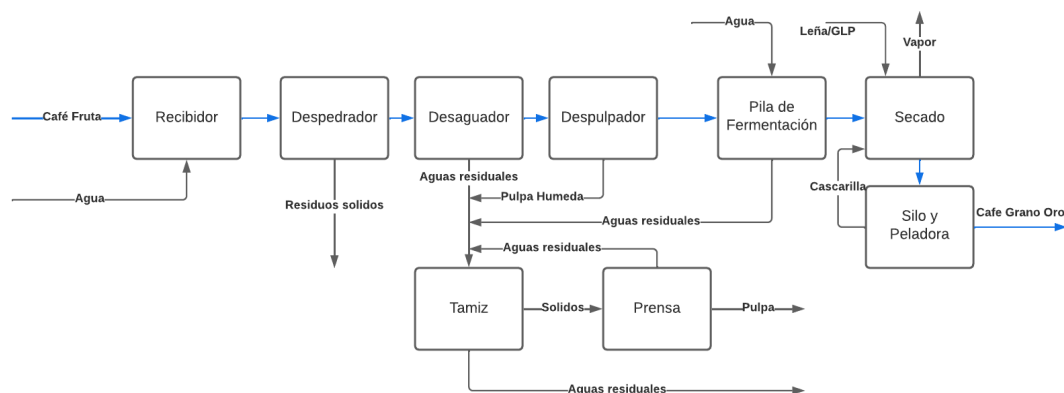 Agua
Leña/GLP
Vapor
Café Fruta
Recibidor
Despedrador
Desaguador
Despulpador
Pila de
Fermentación
Secado
Agua
Residuos solidos
Aguas residuales
Pulpa Humeda
Aguas residuales
Cascarilla
Silo y
Peladora
Cafe Grano Oro
Aguas residuales
Tamiz
Solidos
Prensa
Pulpa
Aguas residuales